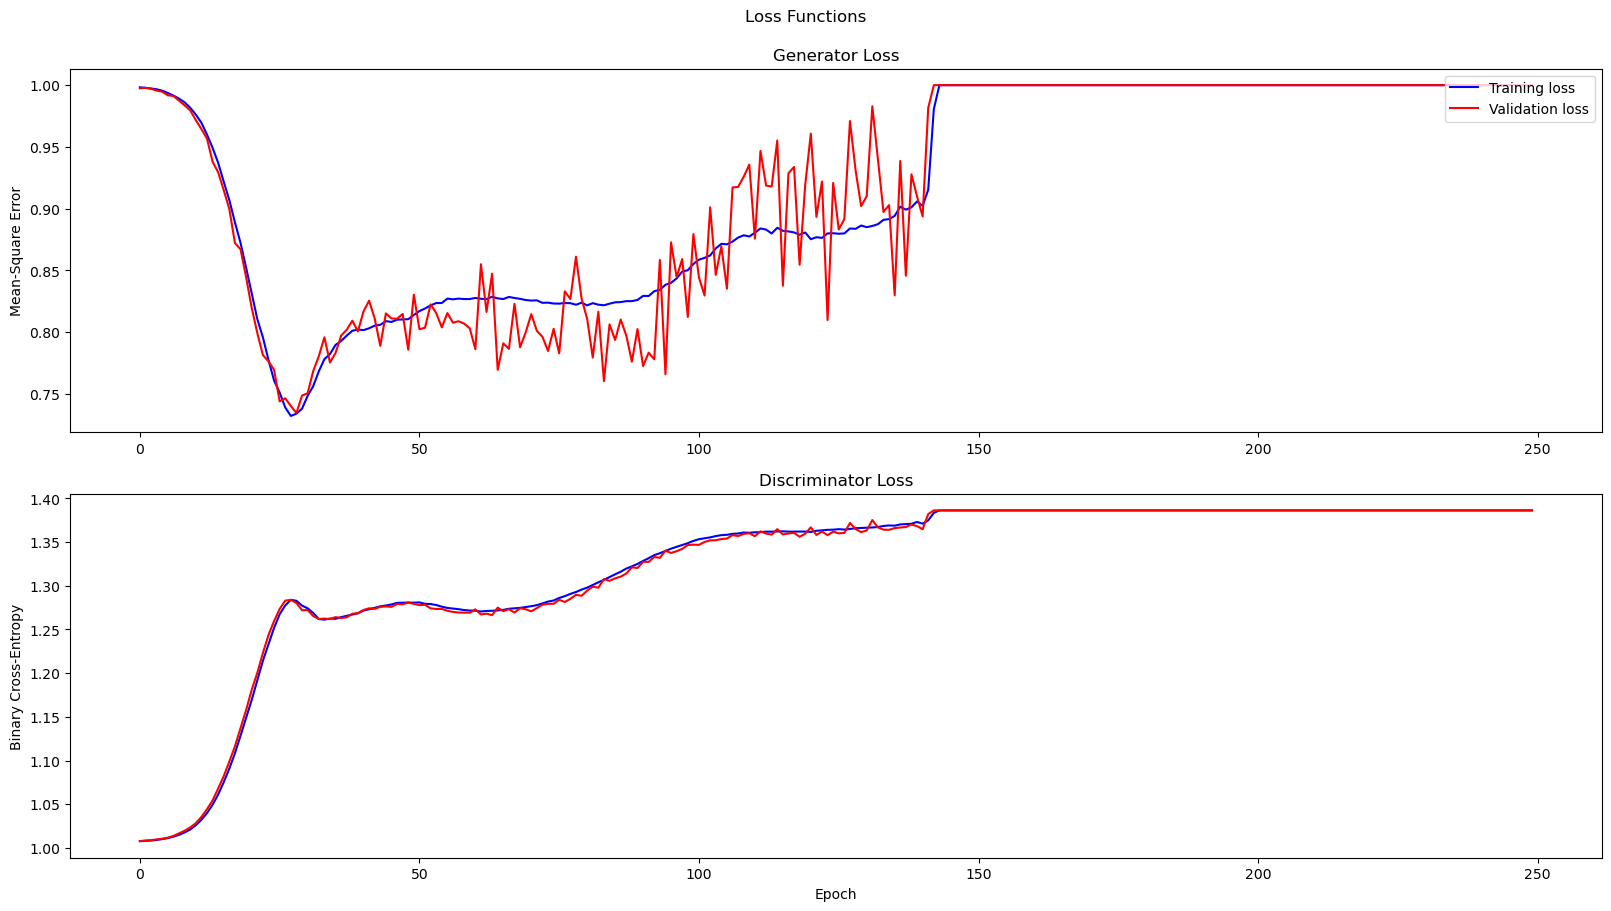 Loss Functions
Generator Loss
Mean-Square Error
1.00
0.95
0.90
0.85
0.80
0.75
Training loss
Validation loss
0 50 100 150 200 250
Discriminator Loss
Binary Cross-Entropy
1.40
1.35
1.30
1.25
1.20
1.15
1.10
1.05
1.00
0 50 100 150 200 250
Epoch